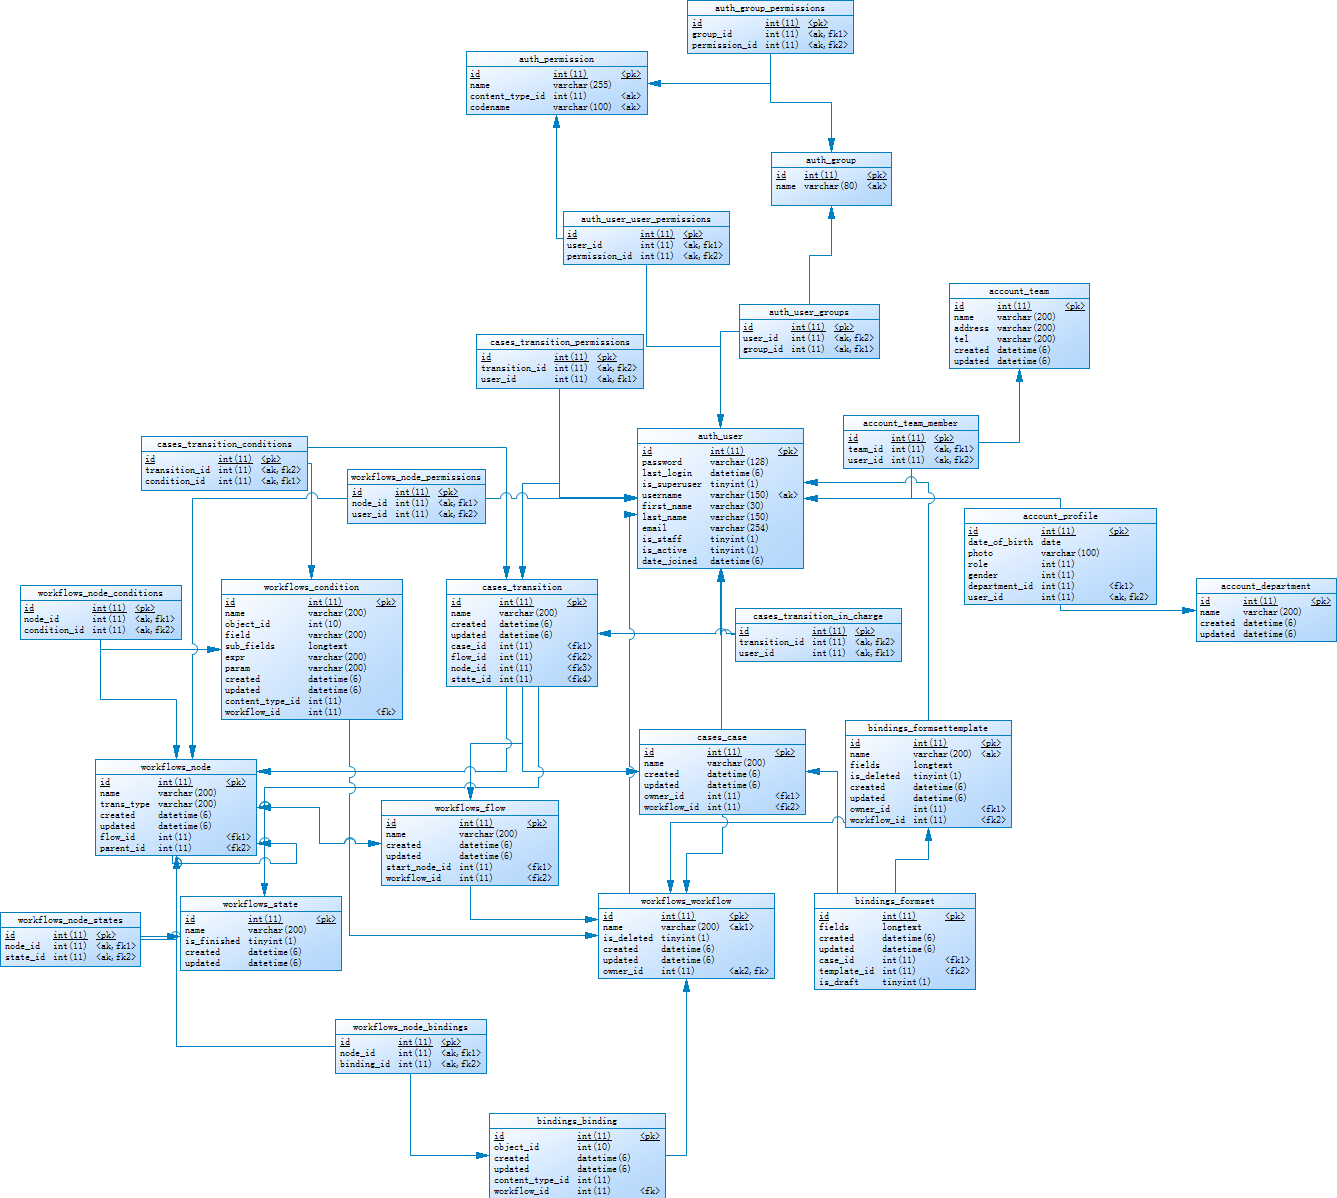 auth_group_permissions
id int(11) <pk>
group_id int(11) <ak,fk1>
permission_id int(11) <ak,fk2>
auth_permission
id int(11) <pk>
name varchar(255)
content_type_id int(11) <ak>
codename varchar(100) <ak>
auth_group
id int(11) <pk>
name varchar(80) <ak>
auth_user_user_permissions
id int(11) <pk>
user_id int(11) <ak,fk1>
permission_id int(11) <ak,fk2>
account_team
id int(11) <pk>
name varchar(200)
address varchar(200)
tel varchar(200)
created datetime(6)
updated datetime(6)
auth_user_groups
id int(11) <pk>
user_id int(11) <ak,fk2>
group_id int(11) <ak,fk1>
cases_transition_permissions
id int(11) <pk>
transition_id int(11) <ak,fk2>
user_id int(11) <ak,fk1>
account_team_member
id int(11) <pk>
team_id int(11) <ak,fk1>
user_id int(11) <ak,fk2>
auth_user
id int(11) <pk>
password varchar(128)
last_login datetime(6)
is_superuser tinyint(1)
username varchar(150) <ak>
first_name varchar(30)
last_name varchar(150)
email varchar(254)
is_staff tinyint(1)
is_active tinyint(1)
date_joined datetime(6)
cases_transition_conditions
id int(11) <pk>
transition_id int(11) <ak,fk2>
condition_id int(11) <ak,fk1>
workflows_node_permissions
id int(11) <pk>
node_id int(11) <ak,fk1>
user_id int(11) <ak,fk2>
account_profile
id int(11) <pk>
date_of_birth date
photo varchar(100)
role int(11)
gender int(11)
department_id int(11) <fk1>
user_id int(11) <ak,fk2>
account_department
id int(11) <pk>
name varchar(200)
created datetime(6)
updated datetime(6)
workflows_node_conditions
id int(11) <pk>
node_id int(11) <ak,fk1>
condition_id int(11) <ak,fk2>
workflows_condition
id int(11) <pk>
name varchar(200)
object_id int(10)
field varchar(200)
sub_fields longtext
expr varchar(200)
param varchar(200)
created datetime(6)
updated datetime(6)
content_type_id int(11)
workflow_id int(11) <fk>
cases_transition
id int(11) <pk>
name varchar(200)
created datetime(6)
updated datetime(6)
case_id int(11) <fk1>
flow_id int(11) <fk2>
node_id int(11) <fk3>
state_id int(11) <fk4>
cases_transition_in_charge
id int(11) <pk>
transition_id int(11) <ak,fk2>
user_id int(11) <ak,fk1>
cases_case
id int(11) <pk>
name varchar(200)
created datetime(6)
updated datetime(6)
owner_id int(11) <fk1>
workflow_id int(11) <fk2>
bindings_formsettemplate
id int(11) <pk>
name varchar(200) <ak>
fields longtext
is_deleted tinyint(1)
created datetime(6)
updated datetime(6)
owner_id int(11) <fk1>
workflow_id int(11) <fk2>
workflows_node
id int(11) <pk>
name varchar(200)
trans_type varchar(200)
created datetime(6)
updated datetime(6)
flow_id int(11) <fk1>
parent_id int(11) <fk2>
workflows_flow
id int(11) <pk>
name varchar(200)
created datetime(6)
updated datetime(6)
start_node_id int(11) <fk1>
workflow_id int(11) <fk2>
workflows_state
id int(11) <pk>
name varchar(200)
is_finished tinyint(1)
created datetime(6)
updated datetime(6)
workflows_node_states
id int(11) <pk>
node_id int(11) <ak,fk1>
state_id int(11) <ak,fk2>
workflows_workflow
id int(11) <pk>
name varchar(200) <ak1>
is_deleted tinyint(1)
created datetime(6)
updated datetime(6)
owner_id int(11) <ak2,fk>
bindings_formset
id int(11) <pk>
fields longtext
created datetime(6)
updated datetime(6)
case_id int(11) <fk1>
template_id int(11) <fk2>
is_draft tinyint(1)
workflows_node_bindings
id int(11) <pk>
node_id int(11) <ak,fk1>
binding_id int(11) <ak,fk2>
bindings_binding
id int(11) <pk>
object_id int(10)
created datetime(6)
updated datetime(6)
content_type_id int(11)
workflow_id int(11) <fk>